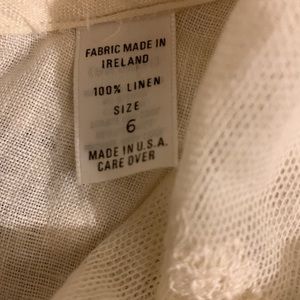 FABRIC MADE IN
IRELAND
100% LINEN
SIZE
6
MADE IN U.S.A.
CARE OVER